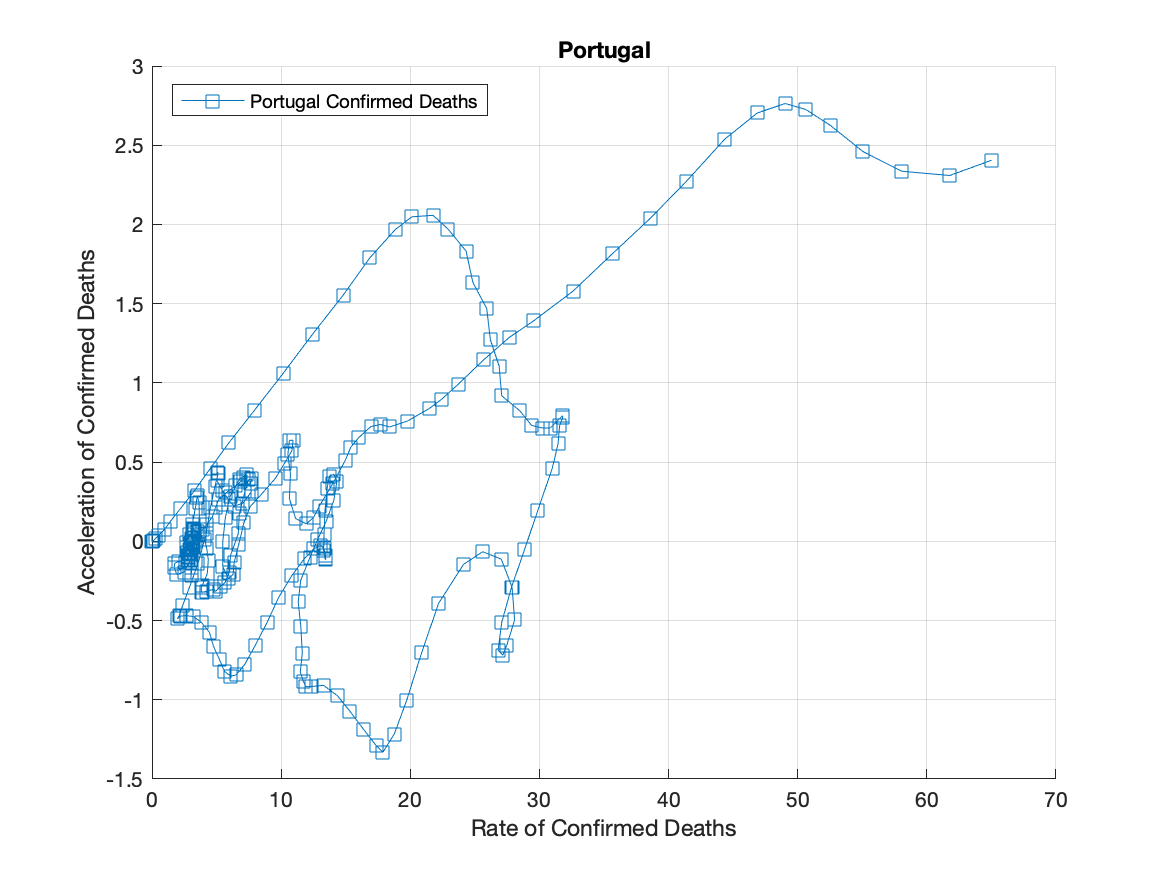 Portugal
Portugal Confirmed Deaths
3
2.5
2
1.5
1
0.5
0
-0.5
-1
-1.5
0 10 20 30 40 50 60 70
Acceleration of Confirmed Deaths
Rate of Confirmed Deaths